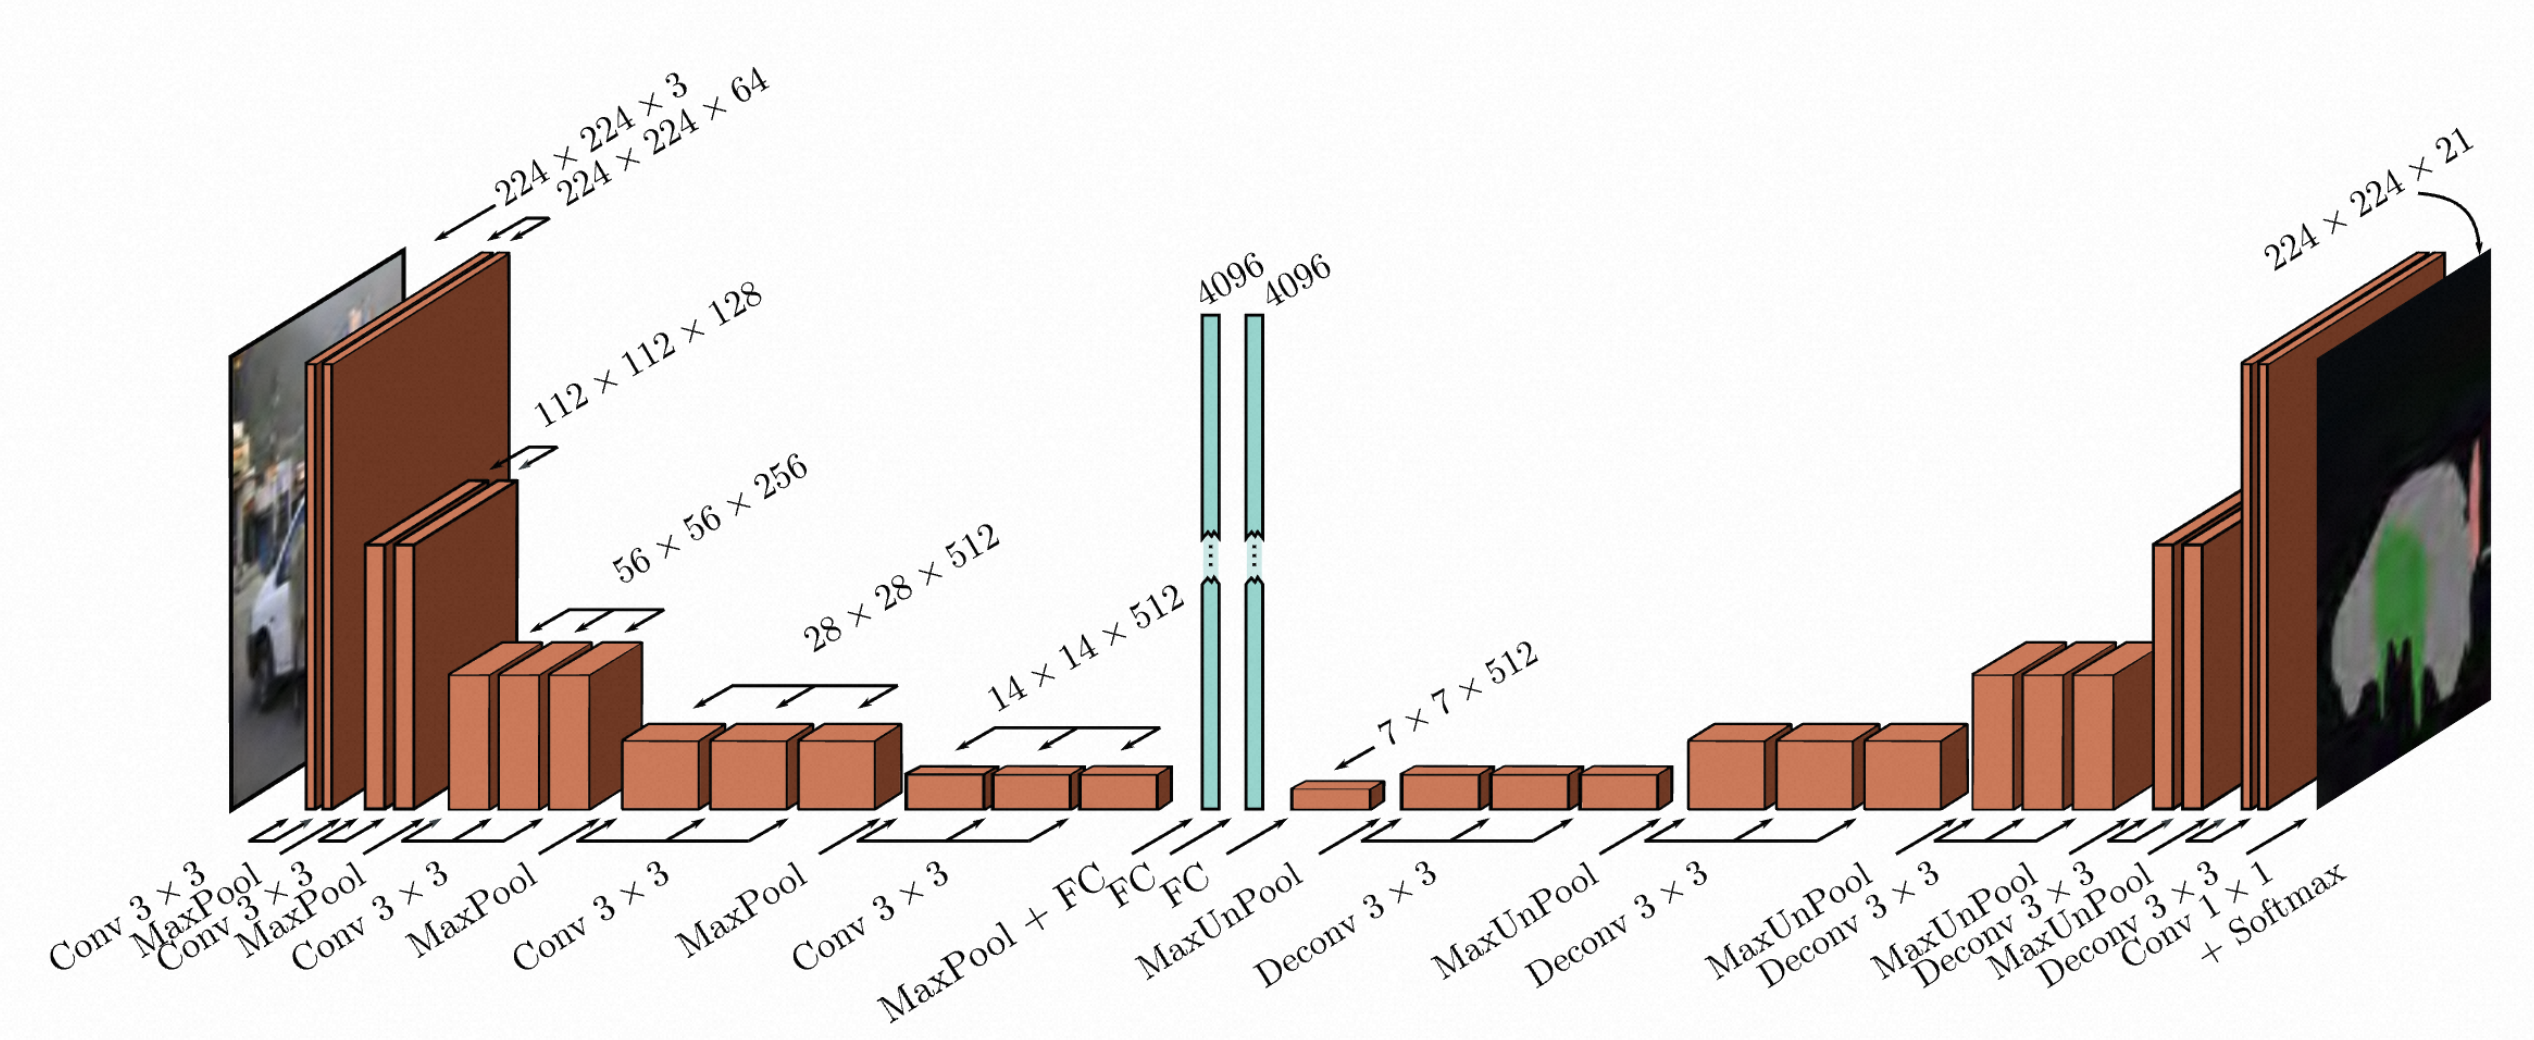 224 × 224 × 3
224 × 224 × 64
112 × 112 × 128
56 × 56 × 256
28 × 28 × 512
14 × 14 × 512
4096
4096
7 × 7 × 512
224 × 224 × 21
Conv 3 × 3
MaxPool
Conv 3 × 3
MaxPool
Conv 3 × 3
MaxPool
Conv 3 × 3
MaxPool
Conv 3 × 3
MaxPool + FC
FC
FC
MaxUnPool
Deconv 3 × 3
MaxUnPool
Deconv 3 × 3
MaxUnPool
Deconv 3 × 3
MaxUnPool
Deconv 3 × 3
MaxUnPool
Deconv 3 × 3
Conv 1 × 1
+ Softmax